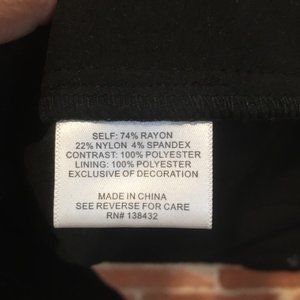 SELF: 74% RAYON
22% NYLON 4% SPANDEX
CONTRAST: 100% POLYESTER
LINING: 100% POLYESTER
EXCLUSIVE OF DECORATION
MADE IN CHINA
SEE REVERSE FOR CARE
RN# 138432